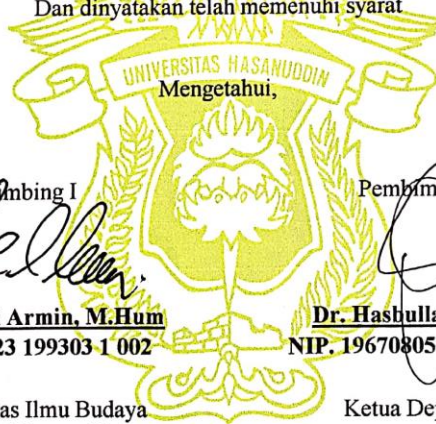 Dan dinyatakan telah memenuhi syarat
UNIVERSITAS HASANUDDIN
Mengetahui,
mbing I
Pembim
Armin, M.Hum
Dr. Hasbulla
23 199303 1 002
NIP. 19670805
as Ilmu Budaya
Ketua De